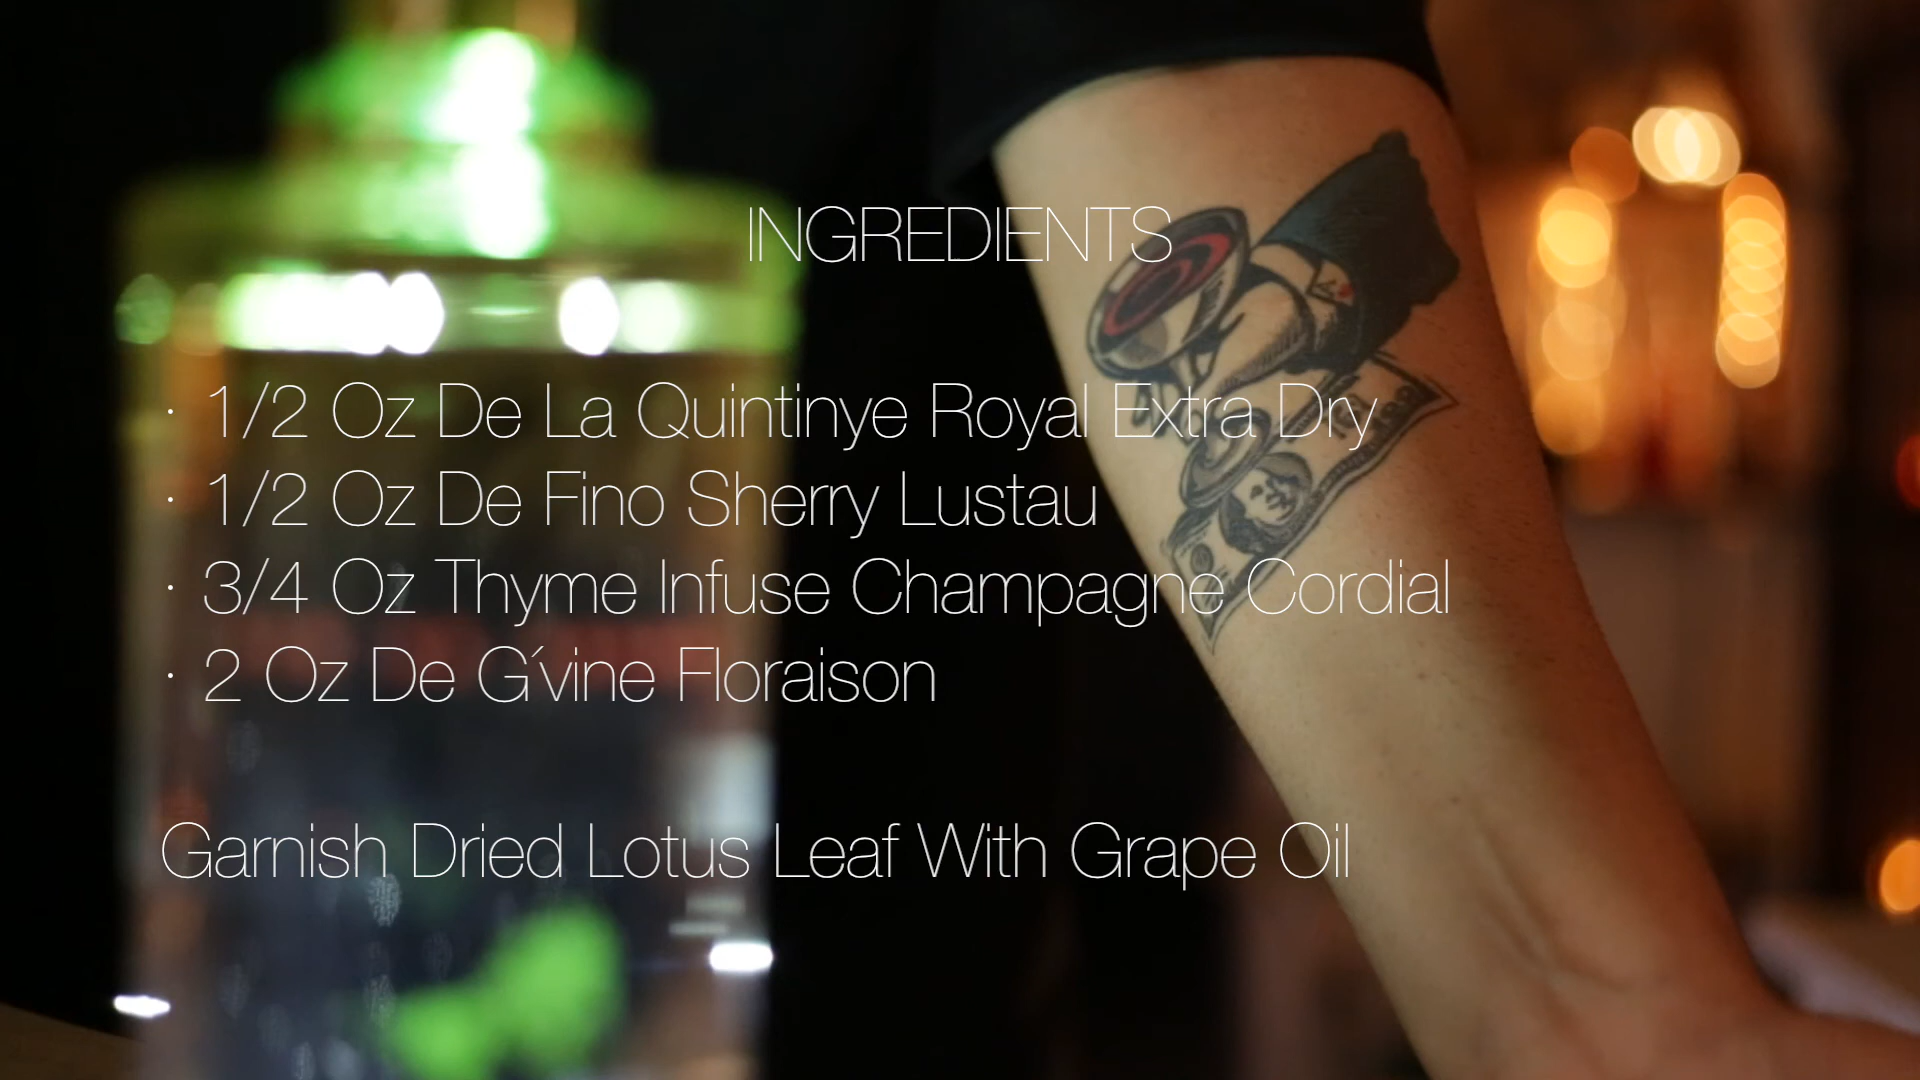 INGREDIENTS
· 1/2 Oz De La Quintinye Royal Extra Dry
· 1/2 Oz De Fino Sherry Lustau
· 3/4 Oz Thyme Infuse Champagne Cordial
· 2 Oz De G´vine Floraison
Garnish Dried Lotus Leaf With Grape Oil